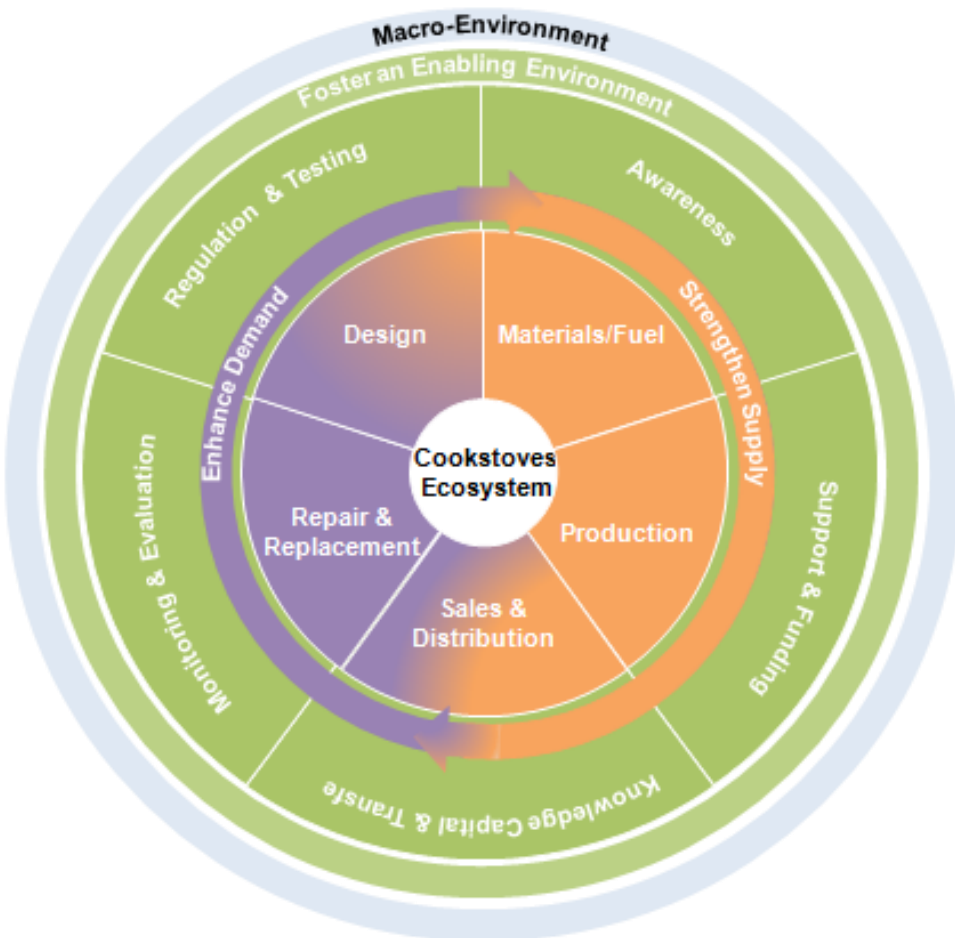 Macro-Environment
Foster an Enabling Environment
Regulation & Testing
Awareness
Enhance Demand
Strengthen Supply
Design
Materials/Fuel
Cookstoves
Ecosystem
Repair &
Replacement
Production
Sales &
Distribution
Monitoring & Evaluation
Support & Funding
Knowledge Capital & Transfe